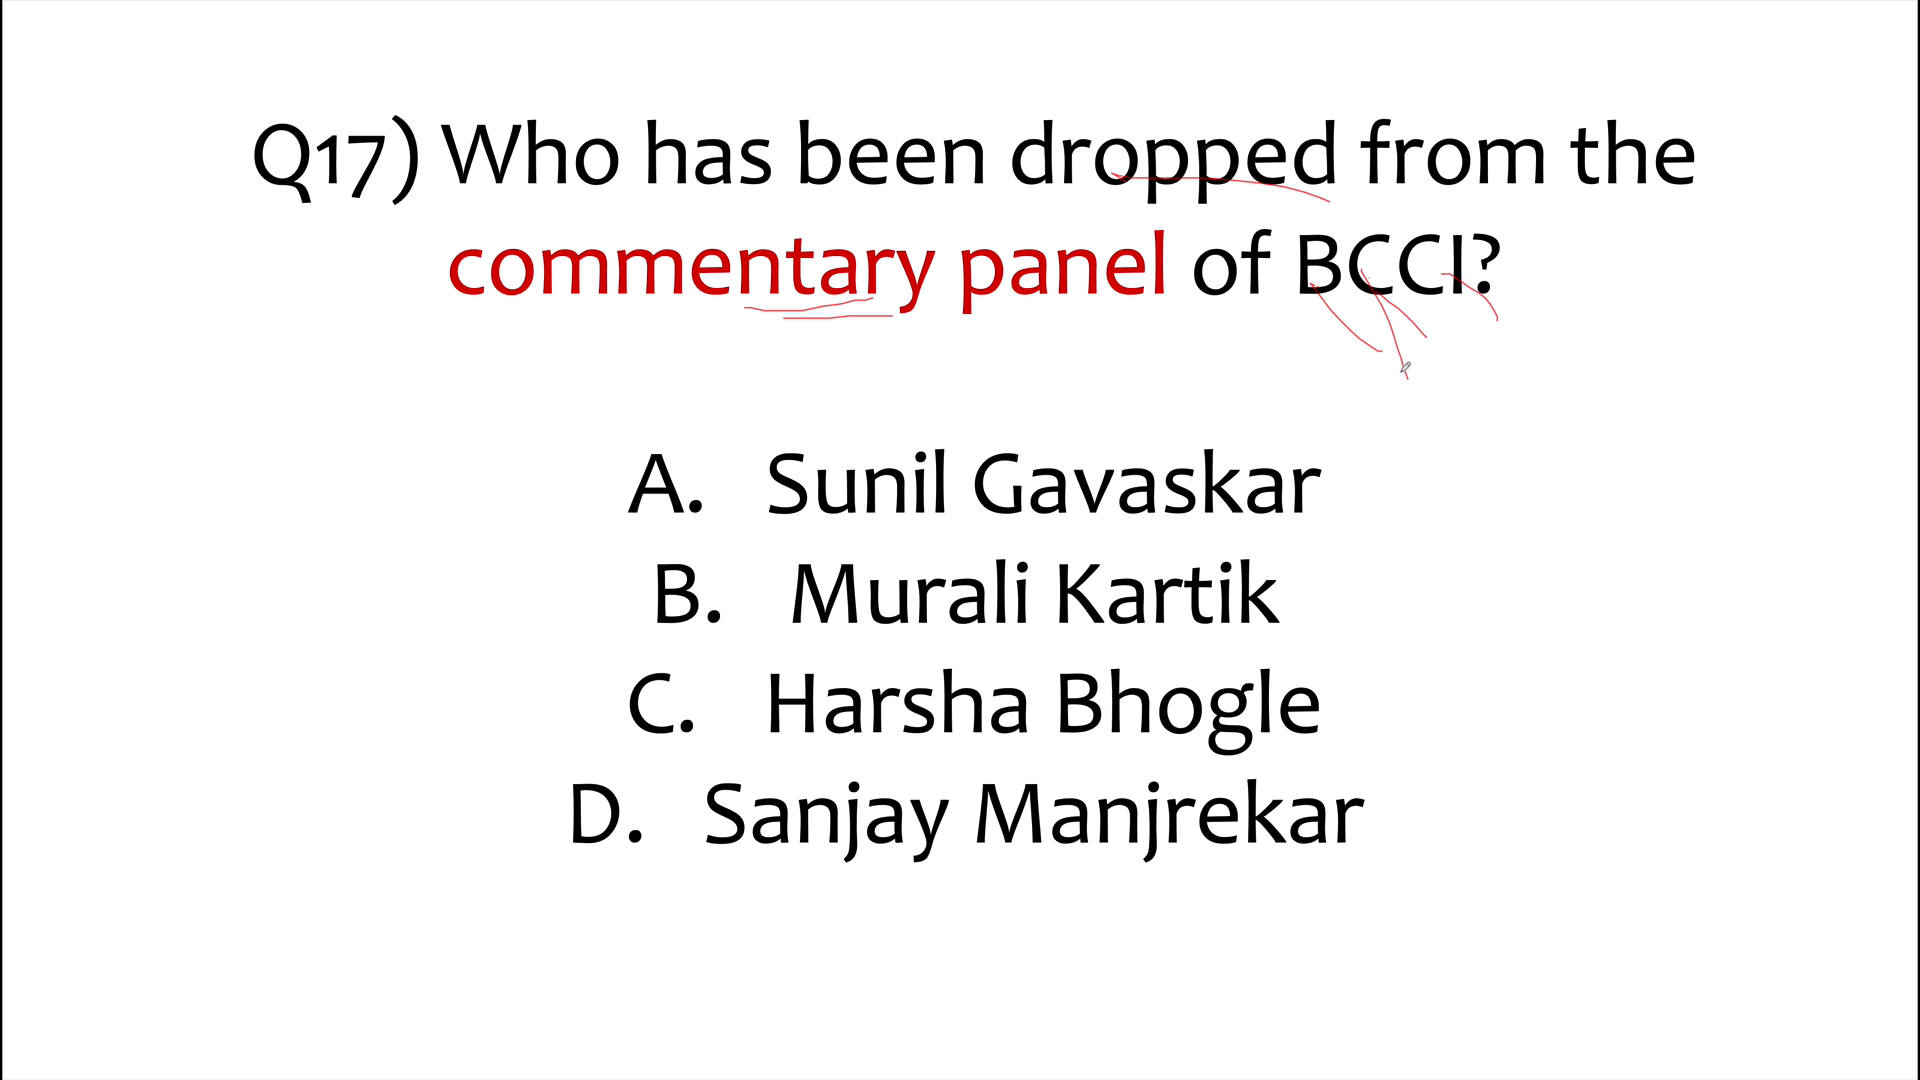 Q17) Who has been dropped from the
commentary panel of BCCI?
A. Sunil Gavaskar
B. Murali Kartik
C. Harsha Bhogle
D. Sanjay Manjrekar